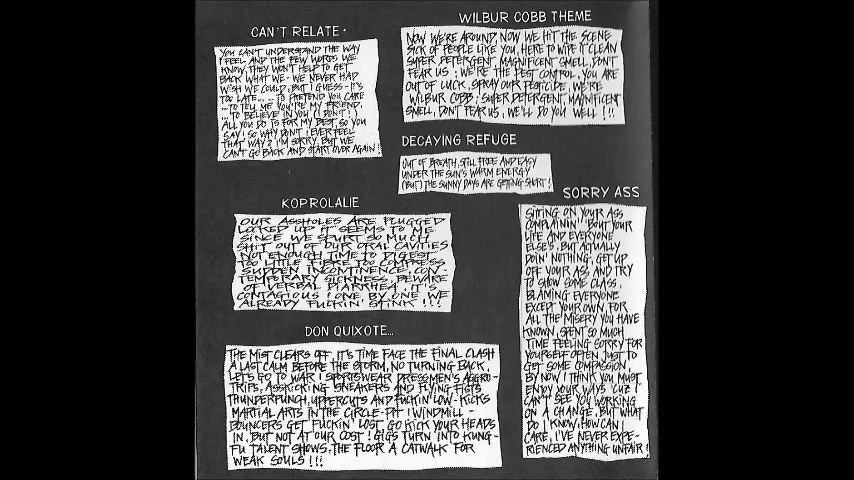 CAN'T RELATE·
YOU CAN'T UNDERSTAND THE WAY
I FEEL AND THE FEW WORDS WE
KNOW, THEY WON'T HELP TO GET
BACK WHAT WE - WE NEVER HAD
WISH WE COULD, BUT I GUESS - IT'S
TOO LATE... ... TO PRETEND YOU CARE
...TO TELL ME YOU'RE MY FRIEND,
...TO BELIEVE IN YOU (I DON'T!)
ALL YOU DO IS FOR MY BEST, SO YOU
SAY! SO WHY DON'T I EVER FEEL
THAT WAY? I'M SORRY, BUT WE
CAN'T GO BACK AND START OVER AGAIN!
WILBUR COBB THEME
NOW WE'RE AROUND, NOW WE HIT THE SCENE
SICK OF PEOPLE LIKE YOU, HERE TO WIPE IT CLEAN
SUPER DETERGENT, MAGNIFICENT SMELL, DON'T
FEAR US; WE'RE THE PEST CONTROL, YOU ARE
OUT OF LUCK, SPRAY OUR PESTICIDE, WE'RE
WILBUR COBB; SUPER DETERGENT, MAGNIFICENT
SMELL, DON'T FEAR US, WE'LL DO YOU WELL!!!
DECAYING REFUGE
OUT OF BREATH, STILL FREE AND EASY
UNDER THE SUN'S WARM ENERGY
(BUT) THE SUNNY DAYS ARE GETTING SHORT!
KOPROLALIE
OUR ASSHOLES ARE PLUGGED
LOCKED UP IT SEEMS TO ME
SINCE WE SPURT SO MUCH
SHIT OUT OF OUR ORAL CAVITIES
NOT ENOUGH TIME TO DIGEST
TOO LITTLE FIBRE TOO COMPRESS
SUDDEN INCONTINENCE, CON-
TEMPORARY SICKNESS, BEWARE
OF VERBAL DIARRHEA, IT'S
CONTAGIOUS! ONE BY ONE WE
ALREADY FUCKIN' STINK!!!
SORRY ASS
SITTING ON YOUR ASS
COMPLAININ' 'BOUT YOUR
LIFE AND EVERYONE
ELSE'S, BUT ACTUALLY
DOIN' NOTHING, GET UP
OFF YOUR ASS AND TRY
TO SHOW SOME CLASS,
BLAMING EVERYONE
EXCEPT YOUR OWN, FOR
ALL THE MISERY YOU HAVE
KNOWN, SPENT SO MUCH
TIME FEELING SORRY FOR
YOURSELF OFTEN JUST TO
GET SOME COMPASSION,
BY NOW I THINK YOU MUST
ENJOY YOUR WAYS CUZ I
CAN'T SEE YOU WORKING
ON A CHANGE, BUT WHAT
DO I KNOW, HOW CAN I
CARE, I'VE NEVER EXPE-
RIENCED ANYTHING UNFAIR!
DON QUIXOTE...
THE MIST CLEARS OFF, IT'S TIME FACE THE FINAL CLASH
A LAST CALM BEFORE THE STORM, NO TURNING BACK,
LET'S GO TO WAR! SPORTSWEAR DRESSMEN'S AGGRO-
TRIPS, ASSKICKING SNEAKERS AND FLYING FISTS
THUNDERPUNCH, UPPERCUTS AND FUCKIN' LOW-KICKS
MARTIAL ARTS IN THE CIRCLE-PIT! WINDMILL-
BOUNCERS GET FUCKIN' LOST, GO KICK YOUR HEADS
IN, BUT NOT AT OUR COST! GIGS TURN INTO KUNG-
FU TALENT SHOWS, THE FLOOR A CATWALK FOR
WEAK SOULS!!!